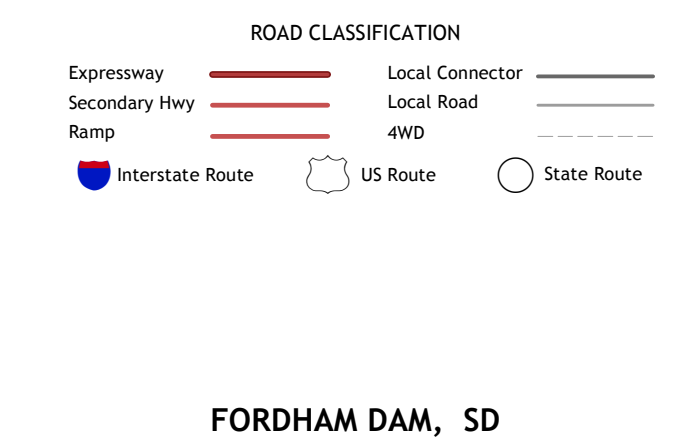 ROAD CLASSIFICATION
Expressway
Local Connector
Secondary Hwy
Local Road
Ramp
4WD
Interstate Route
US Route
State Route
FORDHAM DAM, SD